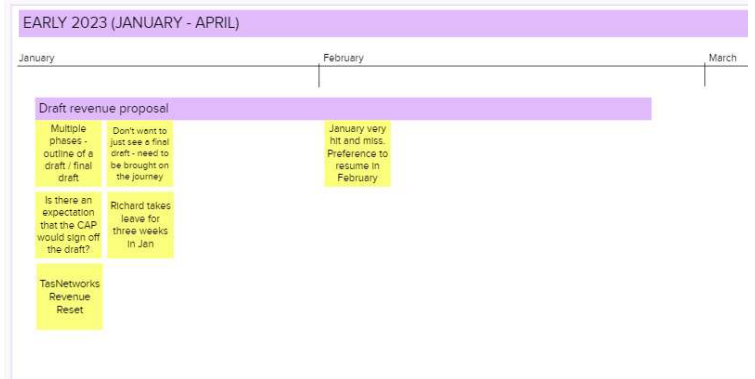 EARLY 2023 (JANUARY - APRIL)
January
February
March
Draft revenue proposal
Multiple
phases -
outline of a
draft / final
draft
Don't want to
just see a final
draft - need to
be brought on
the journey
January very
hit and miss.
Preference to
resume in
February
Is there an
expectation
that the CAP
would sign off
the draft?
Richard takes
leave for
three weeks
in Jan
TasNetworks
Revenue
Reset